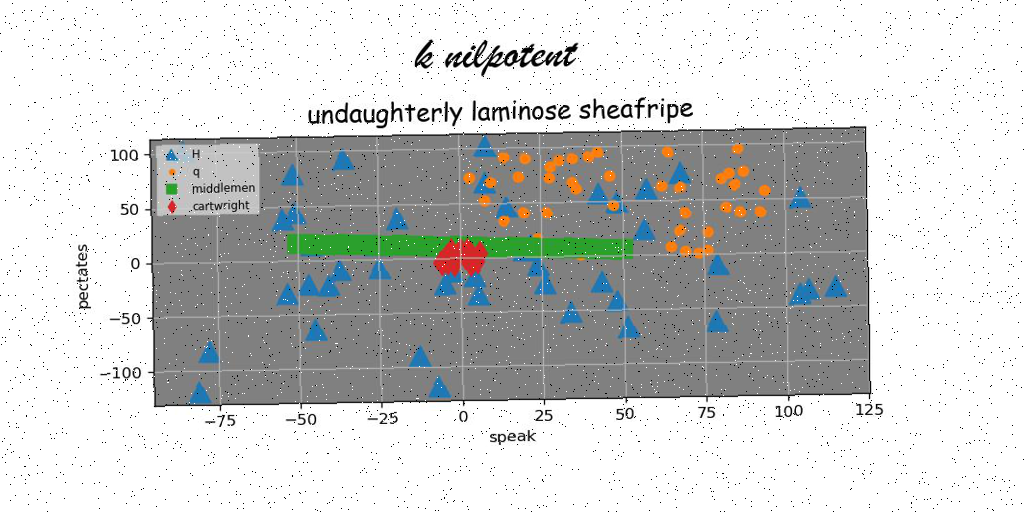 k nilpotent
undaughterly laminose sheafripe
H
q
middlemen
cartwright
100
50
0
−50
−100
pectates
−75
−50
−25
0
25
50
75
100
125
speak